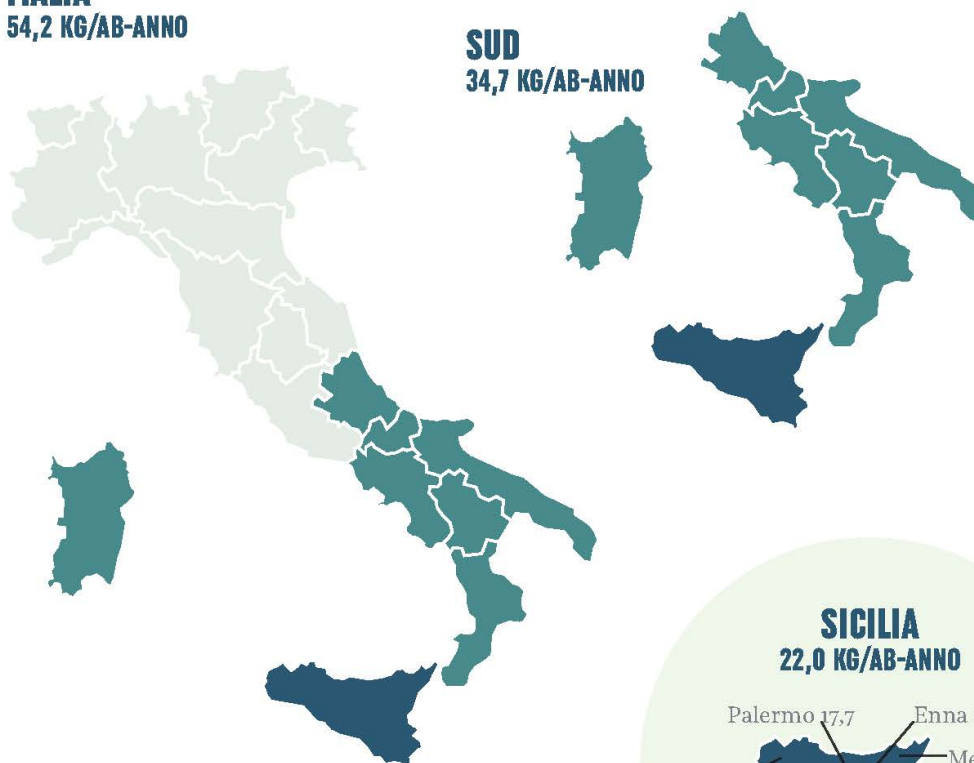 ITALIA
54,2 KG/AB-ANNO
SUD
34,7 KG/AB-ANNO
SICILIA
22,0 KG/AB-ANNO
Palermo 17,7
Enna